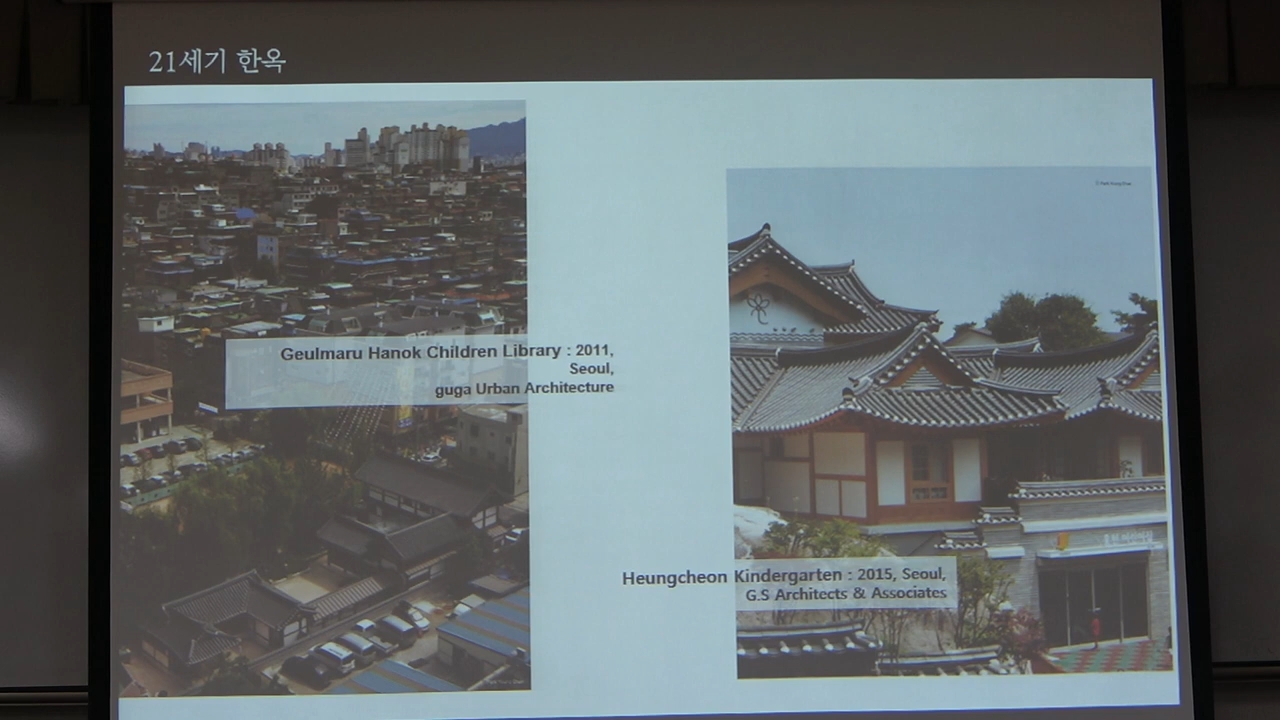 21세기 한옥
Geulmaru Hanok Children Library : 2011,
Seoul,
guga Urban Architecture
Heungcheon Kindergarten : 2015, Seoul,
G.S Architects & Associates